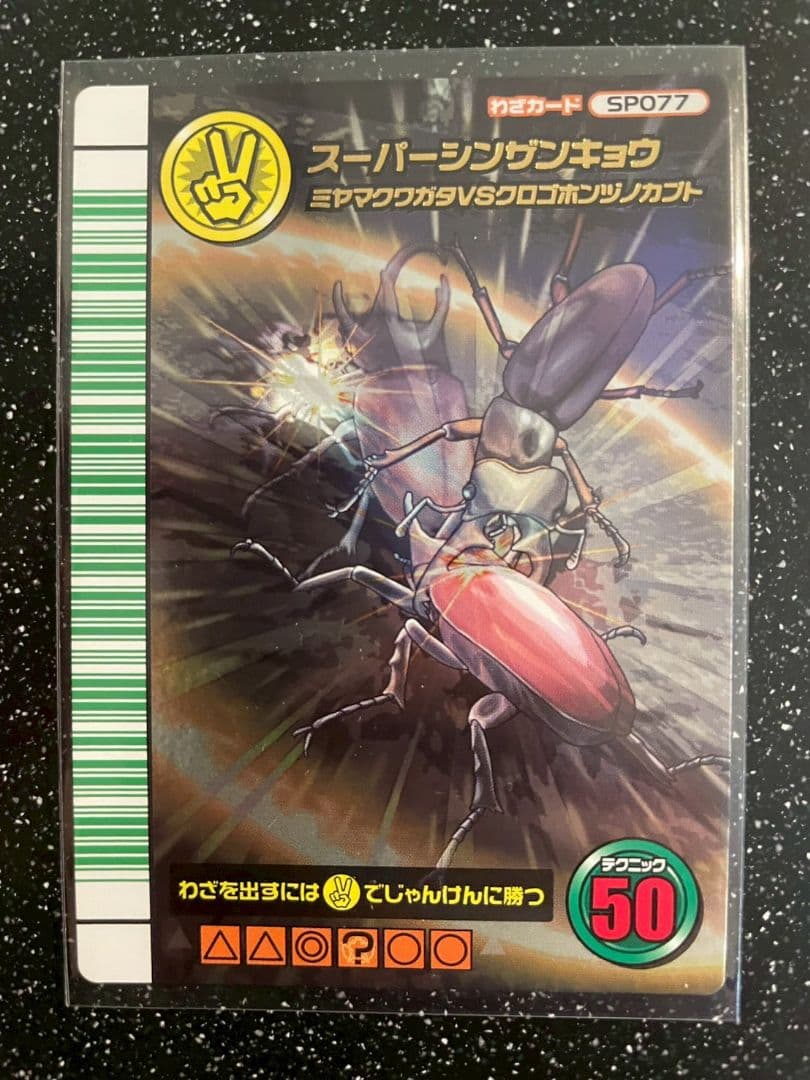 わざカード SP077
スーパーシンザンキョウ
ミヤマクワガタVSクロゴホンヅノカブト
わざを出すには でじゃんけんに勝つ
テクニック
50
△ △ ◎ ? ○ ○